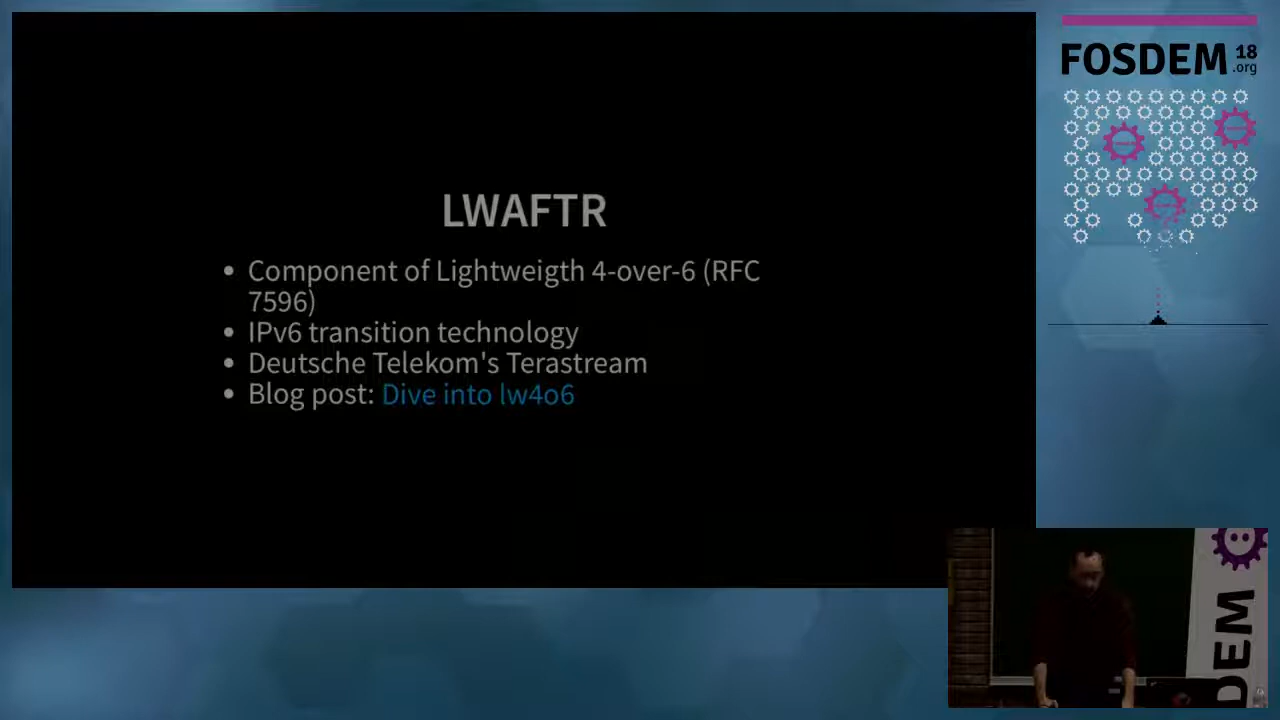 LWAFTR
• Component of Lightweigth 4-over-6 (RFC
7596)
• IPv6 transition technology
• Deutsche Telekom's Terastream
• Blog post: Dive into lw4o6
FOSDEM 18
.org
DEM